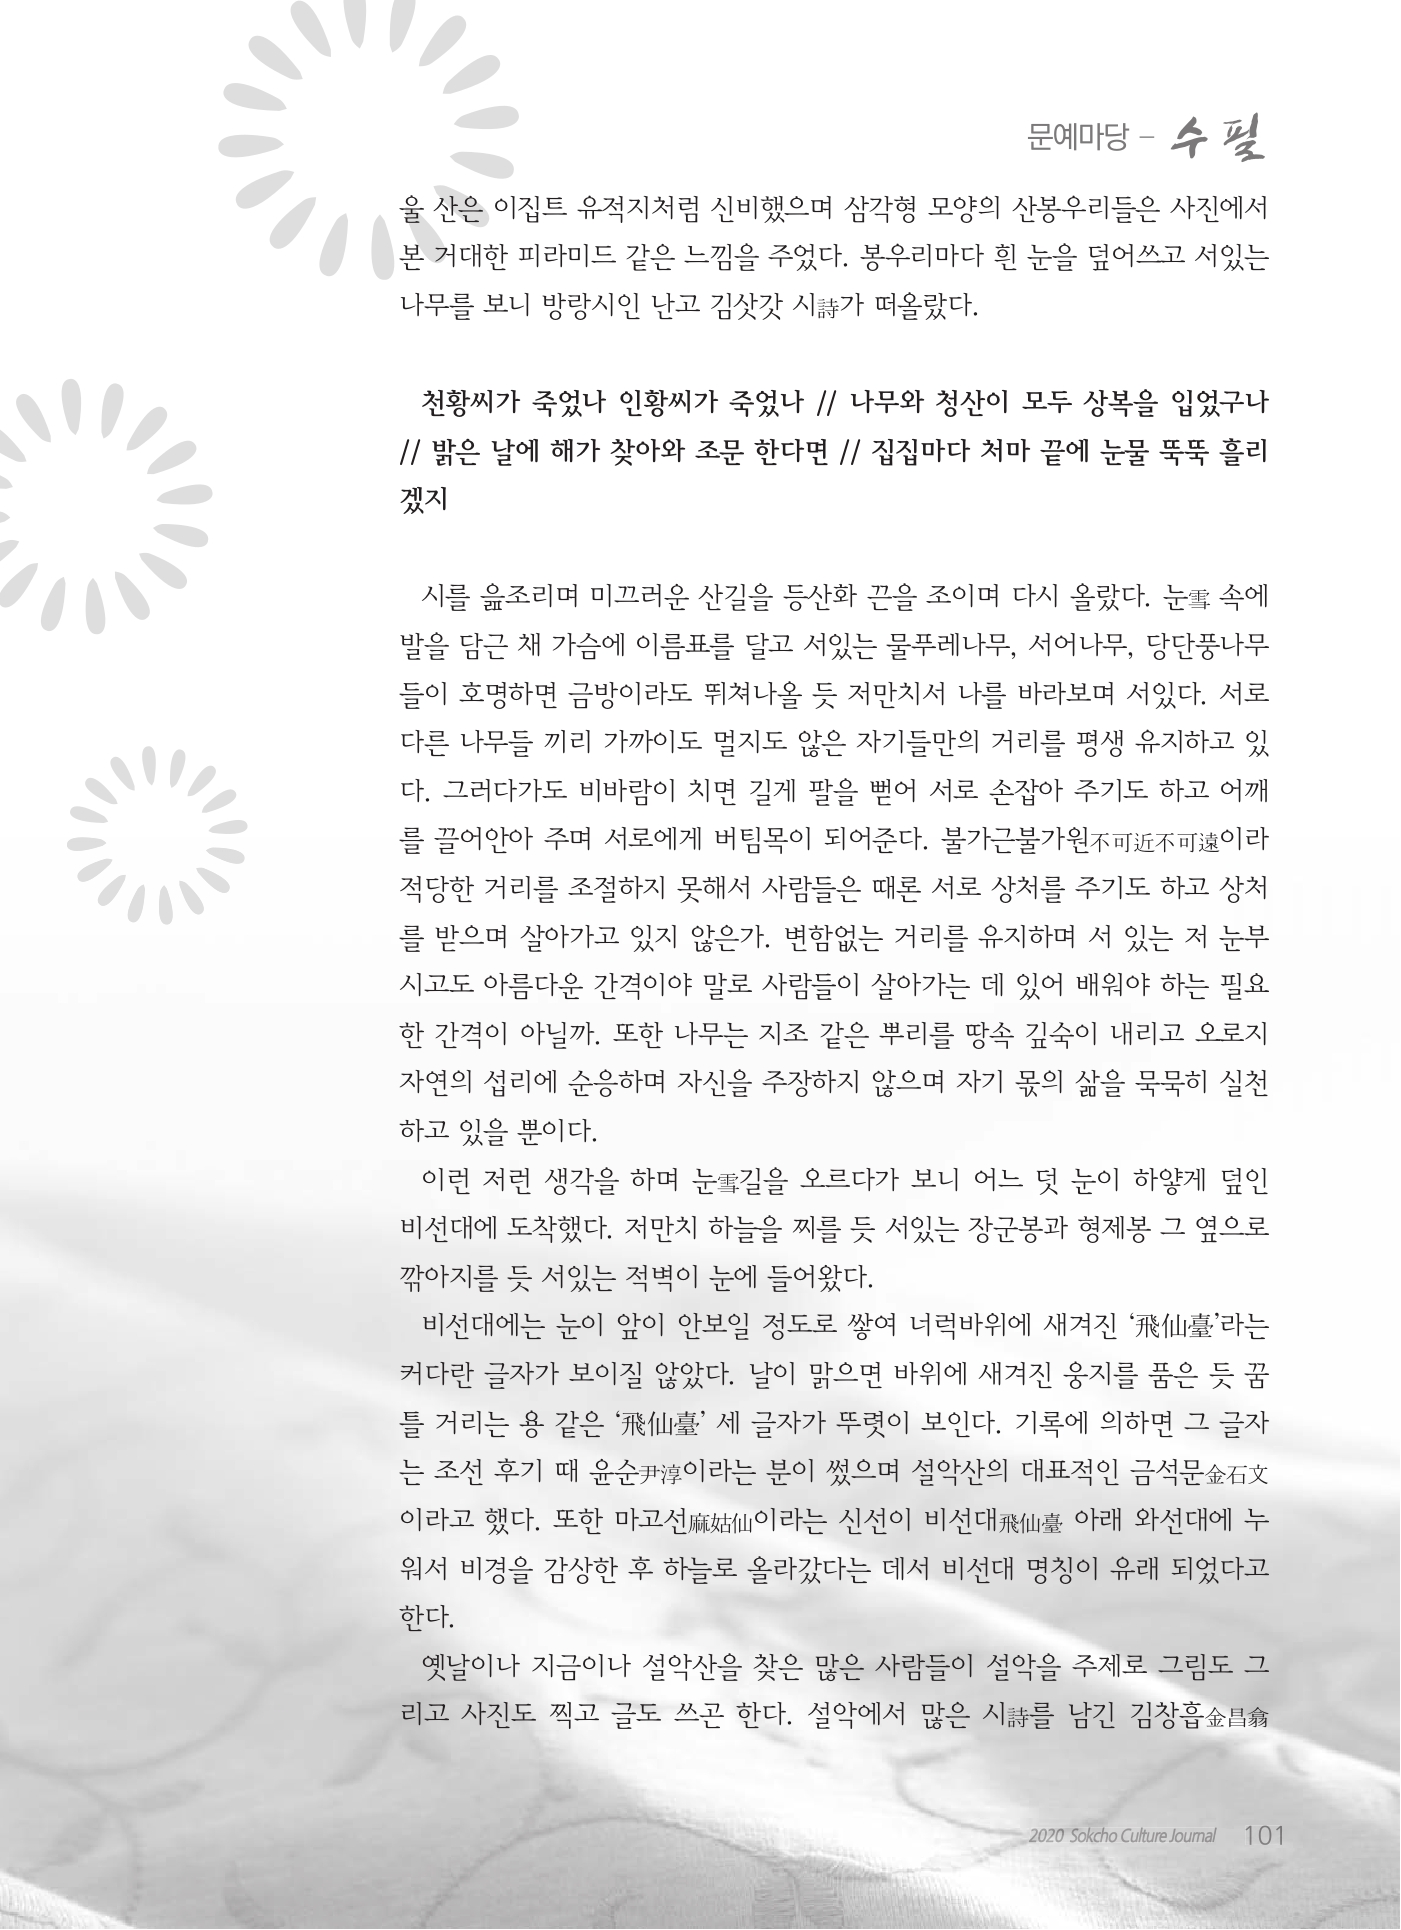 문예마당 - 수필
울 산은 이집트 유적지처럼 신비했으며 삼각형 모양의 산봉우리들은 사진에서
본 거대한 피라미드 같은 느낌을 주었다. 봉우리마다 흰 눈을 덮어쓰고 서있는
나무를 보니 방랑시인 난고 김삿갓 시詩가 떠올랐다.
천황씨가 죽었나 인황씨가 죽었나 // 나무와 청산이 모두 상복을 입었구나
// 밝은 날에 해가 찾아와 조문 한다면 // 집집마다 처마 끝에 눈물 뚝뚝 흘리
겠지
시를 읊조리며 미끄러운 산길을 등산화 끈을 조이며 다시 올랐다. 눈雪 속에
발을 담근 채 가슴에 이름표를 달고 서있는 물푸레나무, 서어나무, 당단풍나무
들이 호명하면 금방이라도 뛰쳐나올 듯 저만치서 나를 바라보며 서있다. 서로
다른 나무들 끼리 가까이도 멀지도 않은 자기들만의 거리를 평생 유지하고 있
다. 그러다가도 비바람이 치면 길게 팔을 뻗어 서로 손잡아 주기도 하고 어깨
를 끌어안아 주며 서로에게 버팀목이 되어준다. 불가근불가원不可近不可遠이라
적당한 거리를 조절하지 못해서 사람들은 때론 서로 상처를 주기도 하고 상처
를 받으며 살아가고 있지 않은가. 변함없는 거리를 유지하며 서 있는 저 눈부
시고도 아름다운 간격이야 말로 사람들이 살아가는 데 있어 배워야 하는 필요
한 간격이 아닐까. 또한 나무는 지조 같은 뿌리를 땅속 깊숙이 내리고 오로지
자연의 섭리에 순응하며 자신을 주장하지 않으며 자기 몫의 삶을 묵묵히 실천
하고 있을 뿐이다.
이런 저런 생각을 하며 눈雪길을 오르다가 보니 어느 덧 눈이 하얗게 덮인
비선대에 도착했다. 저만치 하늘을 찌를 듯 서있는 장군봉과 형제봉 그 옆으로
깎아지를 듯 서있는 적벽이 눈에 들어왔다.
비선대에는 눈이 앞이 안보일 정도로 쌓여 너럭바위에 새겨진 ‘飛仙臺’라는
커다란 글자가 보이질 않았다. 날이 맑으면 바위에 새겨진 웅지를 품은 듯 꿈
틀 거리는 용 같은 ‘飛仙臺’ 세 글자가 뚜렷이 보인다. 기록에 의하면 그 글자
는 조선 후기 때 윤순尹淳이라는 분이 썼으며 설악산의 대표적인 금석문金石文
이라고 했다. 또한 마고선麻姑仙이라는 신선이 비선대飛仙臺 아래 와선대에 누
워서 비경을 감상한 후 하늘로 올라갔다는 데서 비선대 명칭이 유래 되었다고
한다.
옛날이나 지금이나 설악산을 찾은 많은 사람들이 설악을 주제로 그림도 그
리고 사진도 찍고 글도 쓰곤 한다. 설악에서 많은 시詩를 남긴 김창흡金昌翕
2020 Sokcho Culture Journal 101